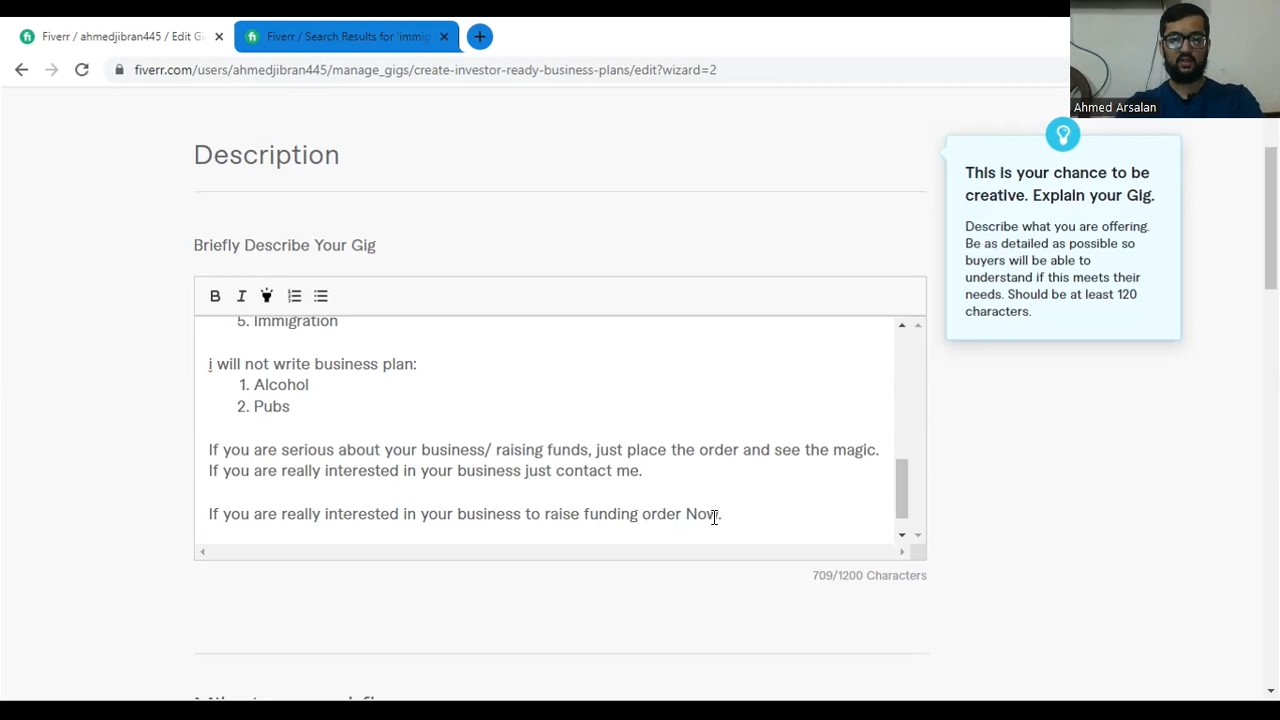 Fiverr / ahmedjibran445 / Edit Gi
Fiverr / Search Results for 'immig
fiverr.com/users/ahmedjibran445/manage_gigs/create-investor-ready-business-plans/edit?wizard=2
Ahmed Arsalan
Description
This is your chance to be
creative. Explain your Gig.
Describe what you are offering.
Be as detailed as possible so
buyers will be able to
understand if this meets their
needs. Should be at least 120
characters.
Briefly Describe Your Gig
B I
5. Immigration
i will not write business plan:
1. Alcohol
2. Pubs
If you are serious about your business/ raising funds, just place the order and see the magic.
If you are really interested in your business just contact me.
If you are really interested in your business to raise funding order Now.
709/1200 Characters